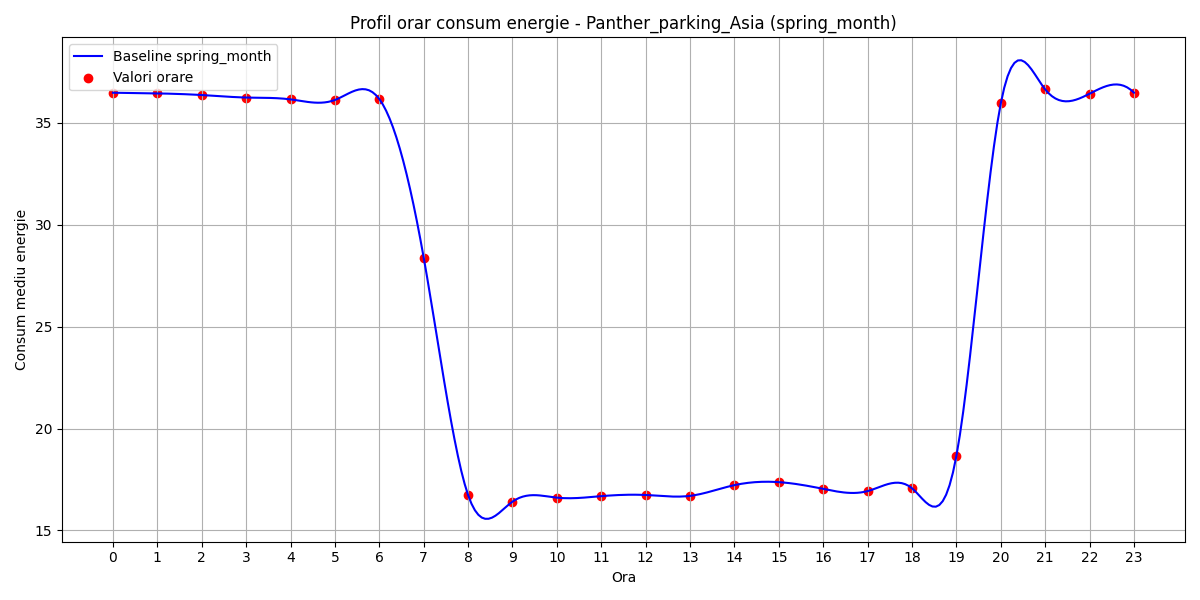 Profil orar consum energie - Panther_parking_Asia (spring_month)
Baseline spring_month
Valori orare
Consum mediu energie
35
30
25
20
15
0 1 2 3 4 5 6 7 8 9 10 11 12 13 14 15 16 17 18 19 20 21 22 23
Ora